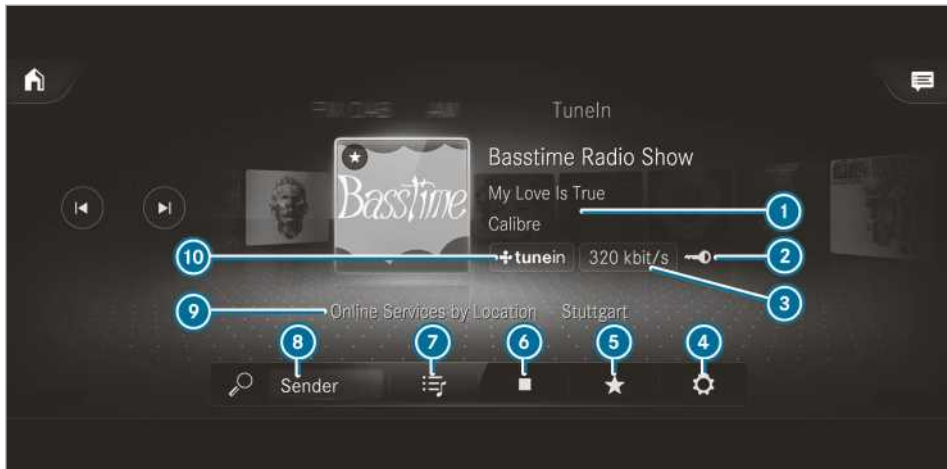 TuneIn
Basstime Radio Show
My Love Is True
Calibre
Basstime
tunein
320 kbit/s
Online Services by Location Stuttgart
Sender
1
2
3
4
5
6
7
8
9
10